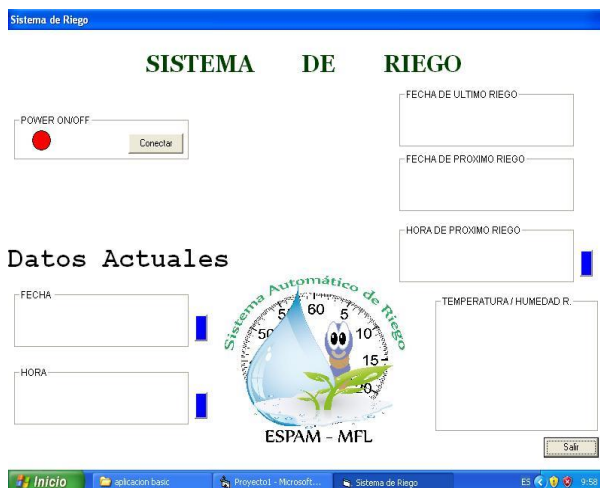 Sistema de Riego
SISTEMA DE RIEGO
FECHA DE ULTIMO RIEGO
POWER ON/OFF
Conectar
FECHA DE PROXIMO RIEGO
HORA DE PROXIMO RIEGO
Datos Actuales
FECHA
HORA
Sistema Automático de Riego
50
55
60
5
10
15
20
ESPAM - MFL
TEMPERATURA / HUMEDAD R.
Salir
Inicio
aplicacion basic
Proyecto1 - Microsoft...
Sistema de Riego
ES
9:58